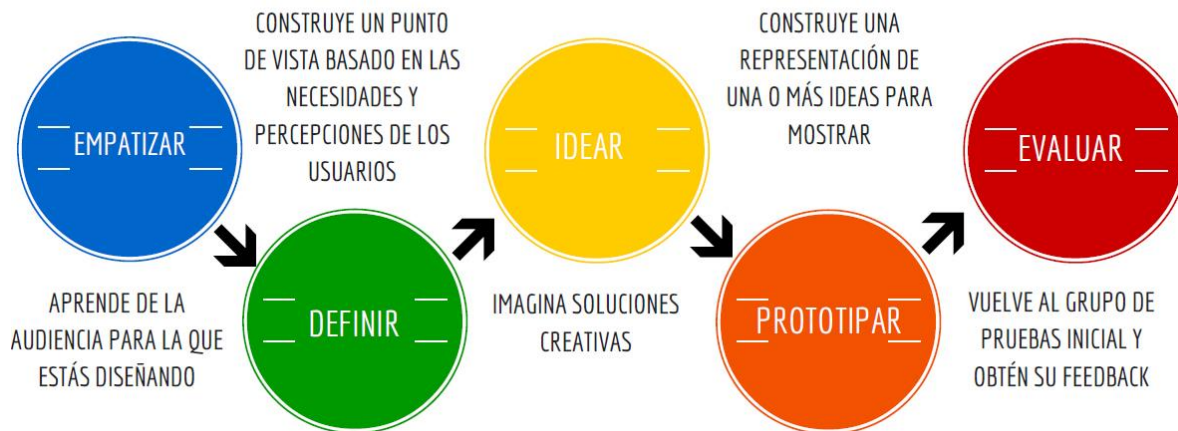 EMPATIZAR
APRENDE DE LA
AUDIENCIA PARA LA QUE
ESTÁS DISEÑANDO
CONSTRUYE UN PUNTO
DE VISTA BASADO EN LAS
NECESIDADES Y
PERCEPCIONES DE LOS
USUARIOS
DEFINIR
IDEAR
IMAGINA SOLUCIONES
CREATIVAS
CONSTRUYE UNA
REPRESENTACIÓN DE
UNA O MÁS IDEAS PARA
MOSTRAR
PROTOTIPAR
EVALUAR
VUELVE AL GRUPO DE
PRUEBAS INICIAL Y
OBTÉN SU FEEDBACK